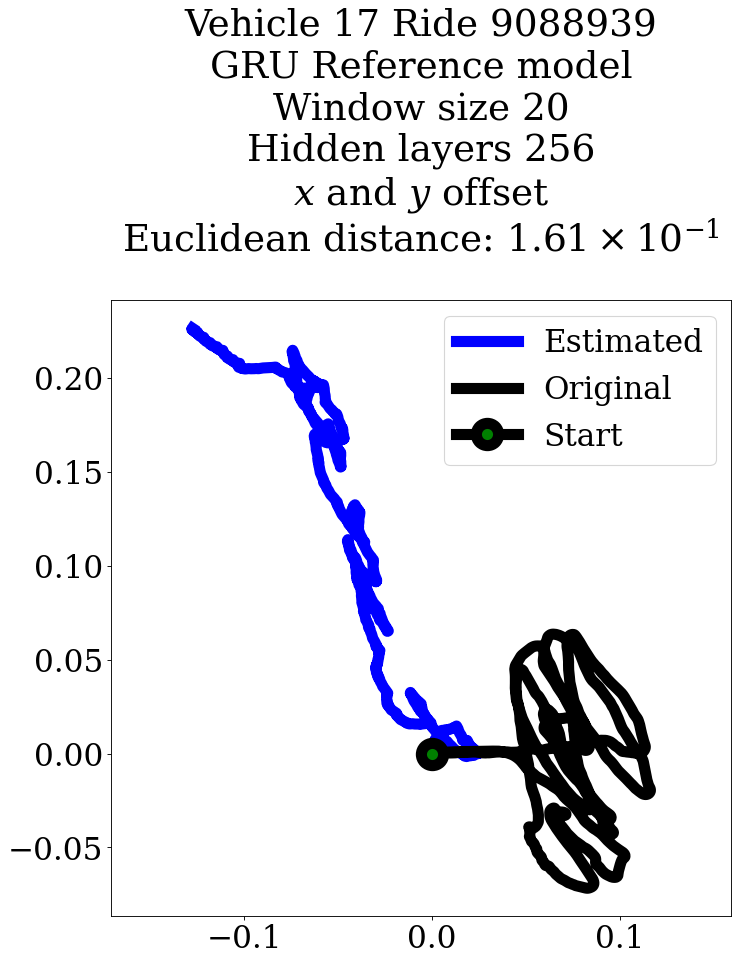 Vehicle 17 Ride 9088939
GRU Reference model
Window size 20
Hidden layers 256
x and y offset
Euclidean distance: 1.61 × 10⁻¹
Estimated
Original
Start
0.20
0.15
0.10
0.05
0.00
−0.05
−0.1 0.0 0.1